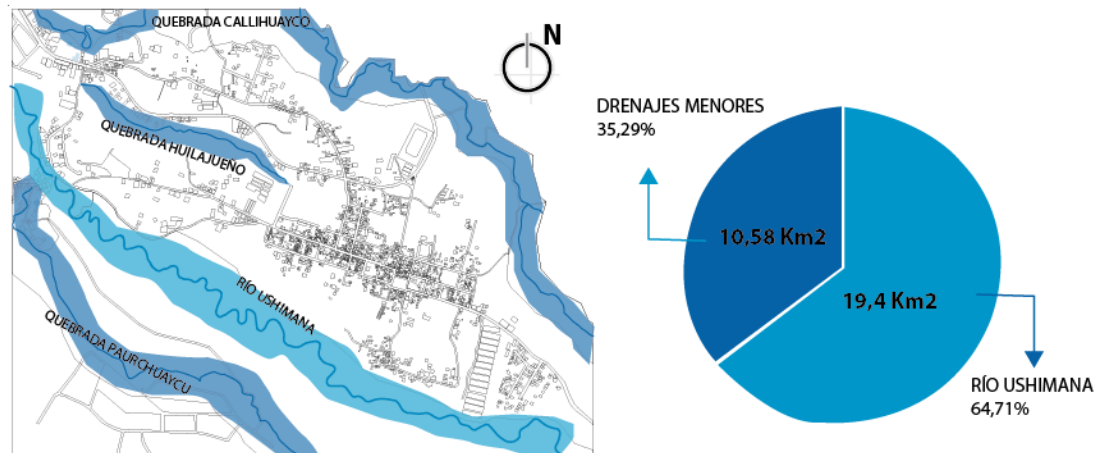 QUEBRADA CALLIHUAYCO
N
QUEBRADA HUILAJUEÑO
RÍO USHIMANA
QUEBRADA PAURCHUAYCU
DRENAJES MENORES
35,29%
10,58 Km2
19,4 Km2
RÍO USHIMANA
64,71%